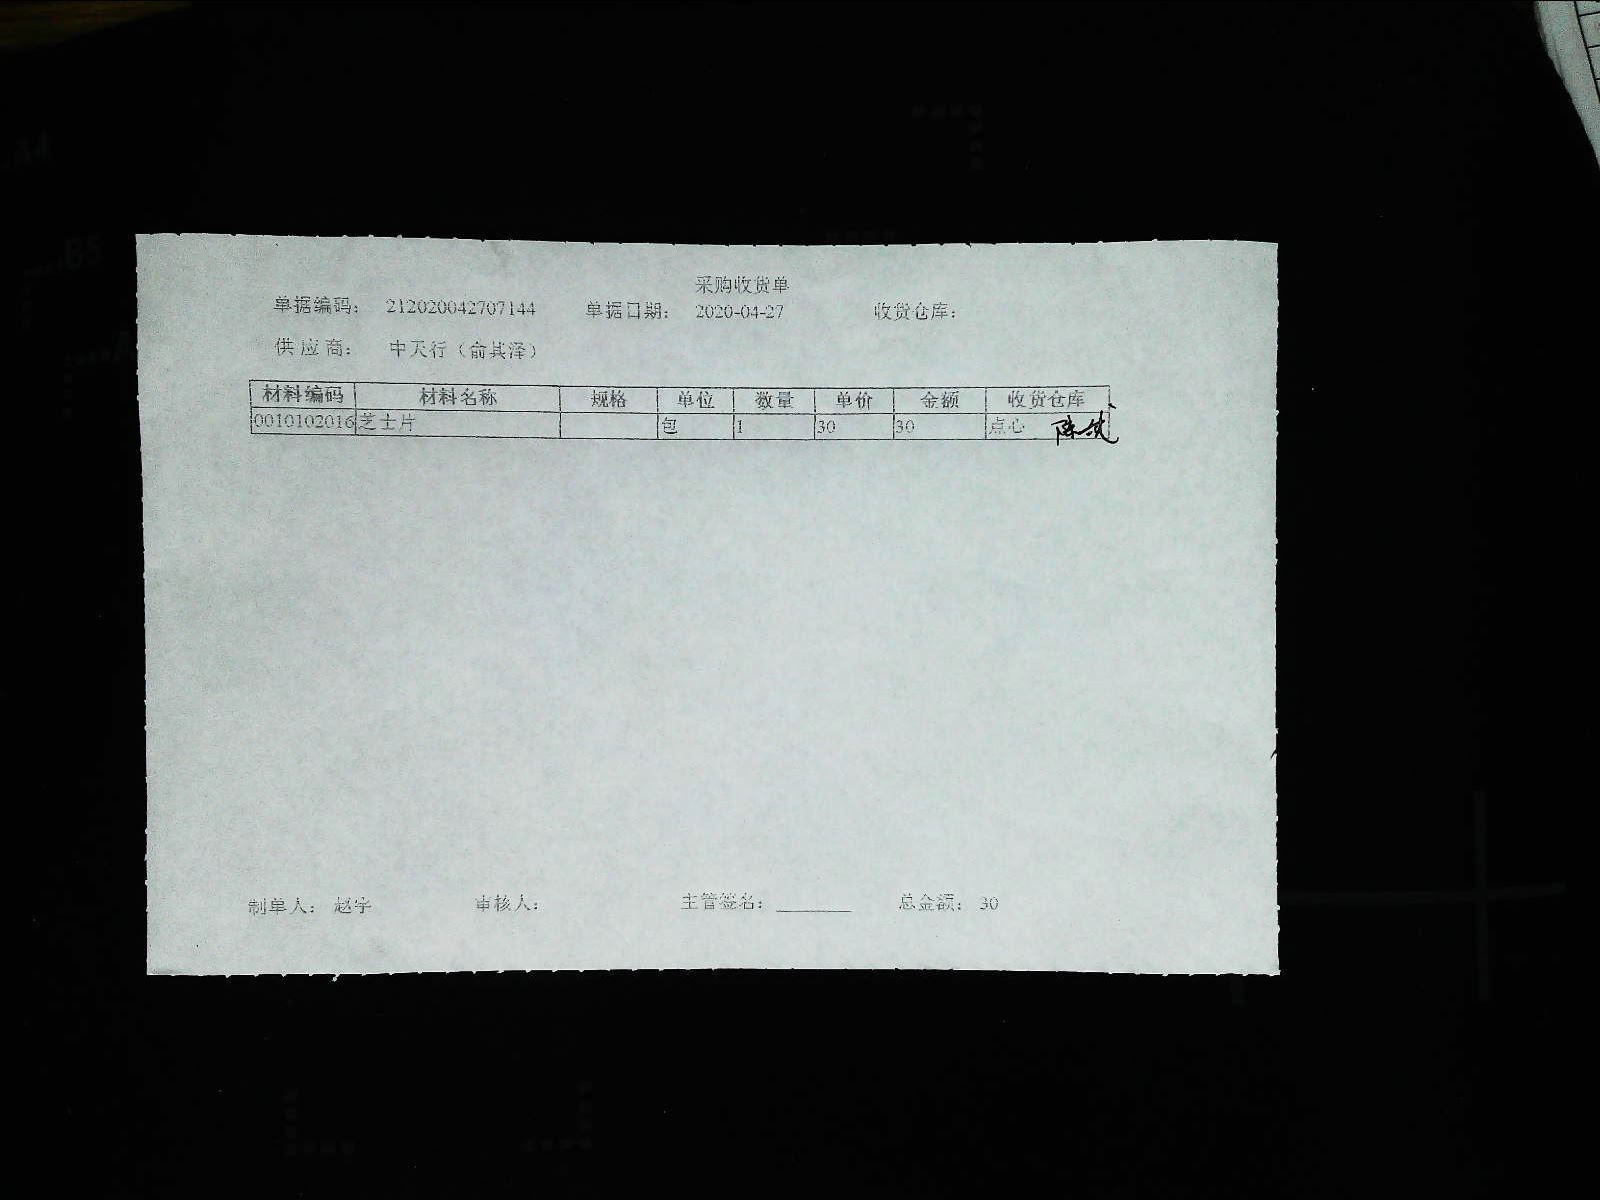 采购收货单
单据编码: 212020042707144 单据日期: 2020-04-27 收货仓库:
供应商: 中天行(俞其泽)
材料编码 材料名称 规格 单位 数量 单价 金额 收货仓库
0010102016 芝士片 包 1 30 30 点心
制单人: 赵宇 审核人: 主管签名: 总金额: 30
B5